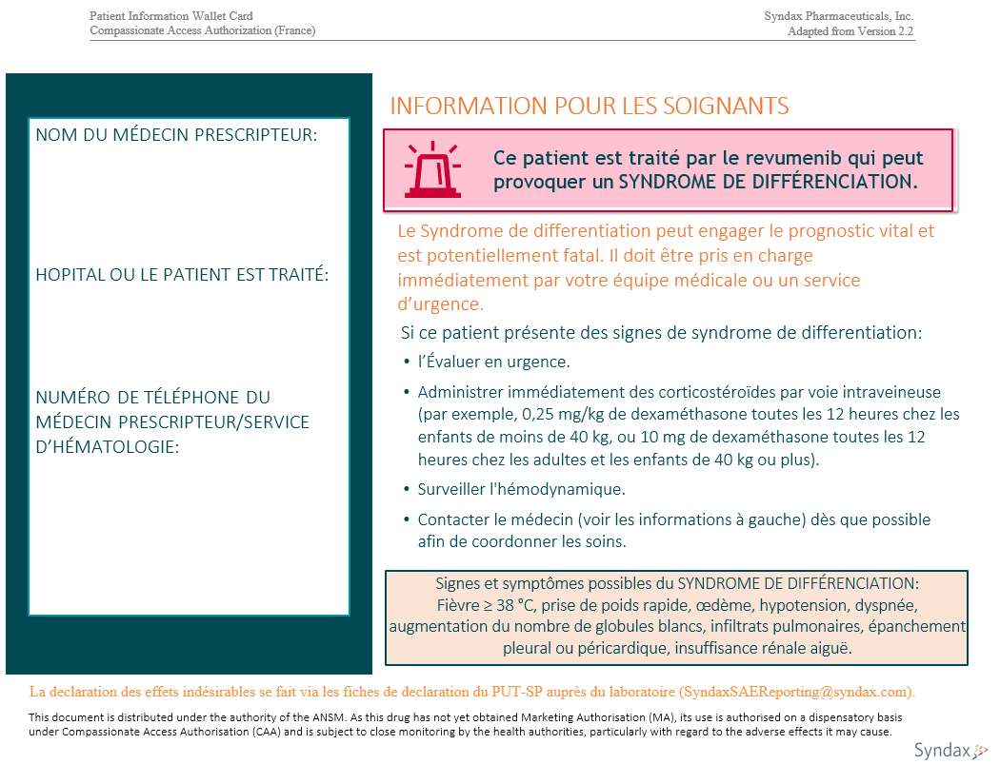 Patient Information Wallet Card
Compassionate Access Authorization (France)
Syndax Pharmaceuticals, Inc.
Adapted from Version 2.2
NOM DU MÉDECIN PRESCRIPTEUR:
HOPITAL OU LE PATIENT EST TRAITÉ:
NUMÉRO DE TÉLÉPHONE DU
MÉDECIN PRESCRIPTEUR/SERVICE
D’HÉMATOLOGIE:
INFORMATION POUR LES SOIGNANTS
Ce patient est traité par le revumenib qui peut
provoquer un SYNDROME DE DIFFÉRENCIATION.
Le Syndrome de differentiation peut engager le prognostic vital et
est potentiellement fatal. Il doit être pris en charge
immédiatement par votre équipe médicale ou un service
d’urgence.
Si ce patient présente des signes de syndrome de differentiation:
• l’Évaluer en urgence.
• Administrer immédiatement des corticostéroïdes par voie intraveineuse
(par exemple, 0,25 mg/kg de dexaméthasone toutes les 12 heures chez les
enfants de moins de 40 kg, ou 10 mg de dexaméthasone toutes les 12
heures chez les adultes et les enfants de 40 kg ou plus).
• Surveiller l'hémodynamique.
• Contacter le médecin (voir les informations à gauche) dès que possible
afin de coordonner les soins.
Signes et symptômes possibles du SYNDROME DE DIFFÉRENCIATION:
Fièvre ≥ 38 °C, prise de poids rapide, œdème, hypotension, dyspnée,
augmentation du nombre de globules blancs, infiltrats pulmonaires, épanchement
pleural ou péricardique, insuffisance rénale aiguë.
La declaration des effets indésirables se fait via les fiches de declaration du PUT-SP auprès du laboratoire (SyndaxSAEReporting@syndax.com).
This document is distributed under the authority of the ANSM. As this drug has not yet obtained Marketing Authorisation (MA), its use is authorised on a dispensatory basis
under Compassionate Access Authorisation (CAA) and is subject to close monitoring by the health authorities, particularly with regard to the adverse effects it may cause.
Syndax